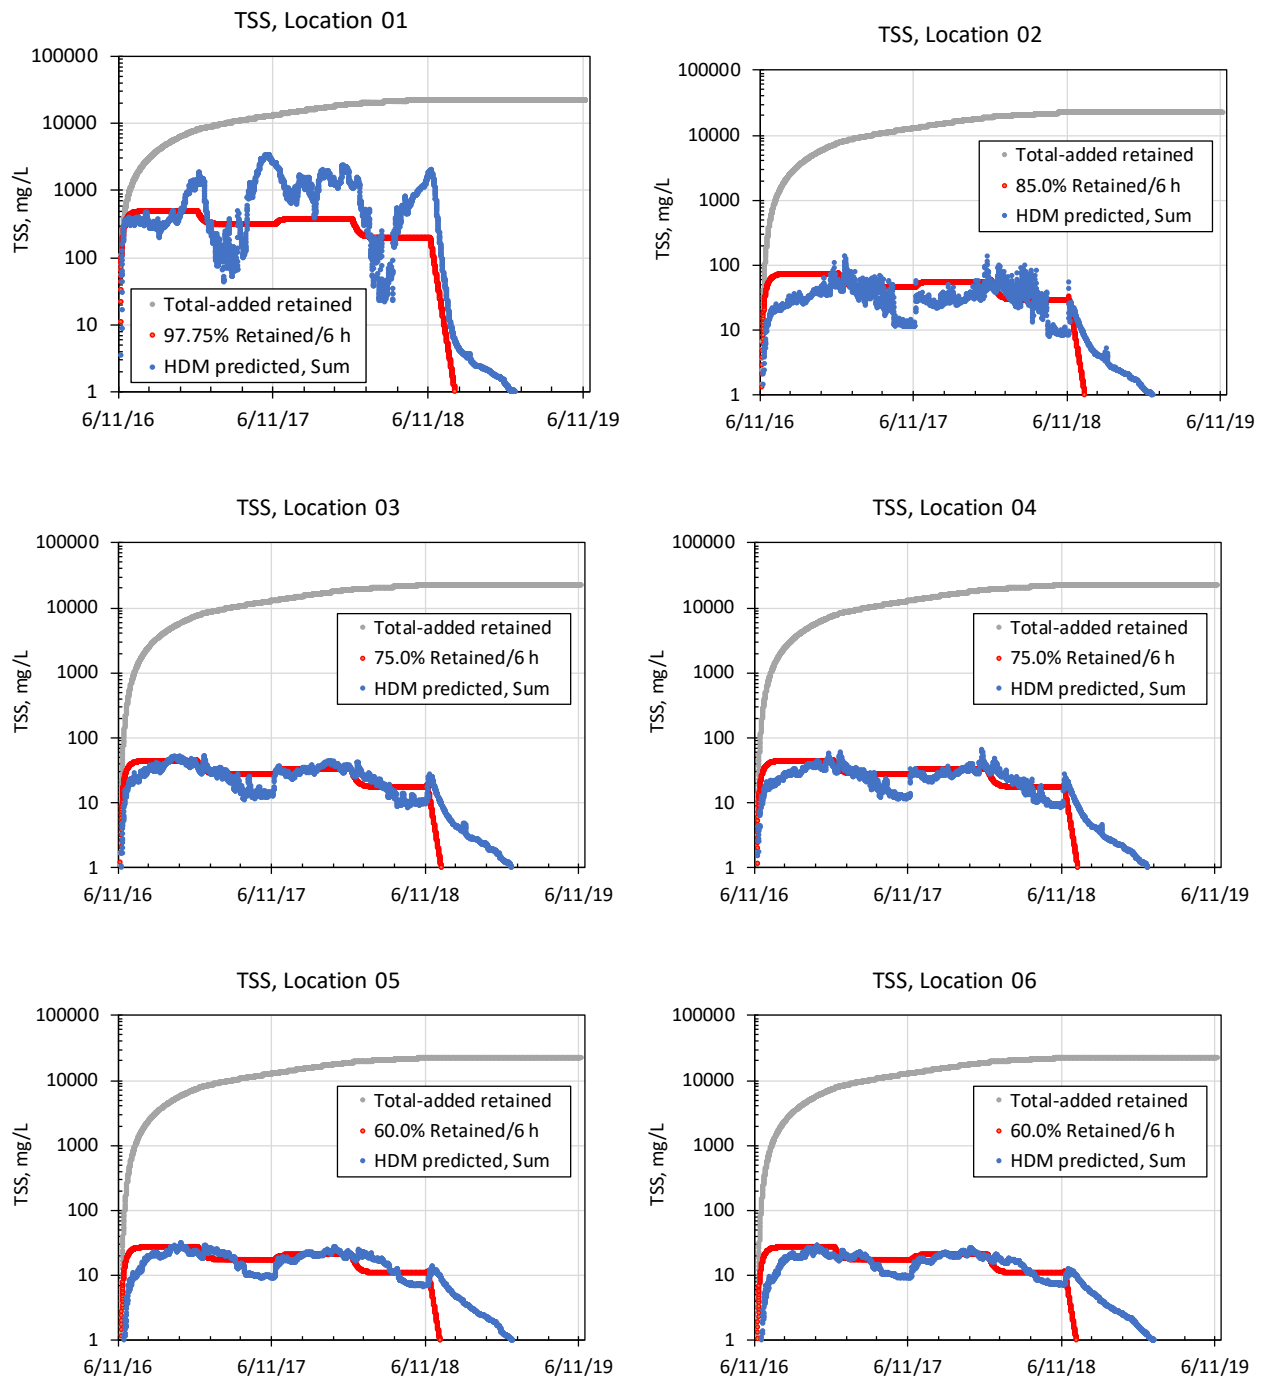 TSS, Location 01
TSS, mg/L
100000
10000
1000
100
10
1
Total-added retained
97.75% Retained/6 h
HDM predicted, Sum
6/11/16 6/11/17 6/11/18 6/11/19
TSS, Location 02
TSS, mg/L
100000
10000
1000
100
10
1
Total-added retained
85.0% Retained/6 h
HDM predicted, Sum
6/11/16 6/11/17 6/11/18 6/11/19
TSS, Location 03
TSS, mg/L
100000
10000
1000
100
10
1
Total-added retained
75.0% Retained/6 h
HDM predicted, Sum
6/11/16 6/11/17 6/11/18 6/11/19
TSS, Location 04
TSS, mg/L
100000
10000
1000
100
10
1
Total-added retained
75.0% Retained/6 h
HDM predicted, Sum
6/11/16 6/11/17 6/11/18 6/11/19
TSS, Location 05
TSS, mg/L
100000
10000
1000
100
10
1
Total-added retained
60.0% Retained/6 h
HDM predicted, Sum
6/11/16 6/11/17 6/11/18 6/11/19
TSS, Location 06
TSS, mg/L
100000
10000
1000
100
10
1
Total-added retained
60.0% Retained/6 h
HDM predicted, Sum
6/11/16 6/11/17 6/11/18 6/11/19